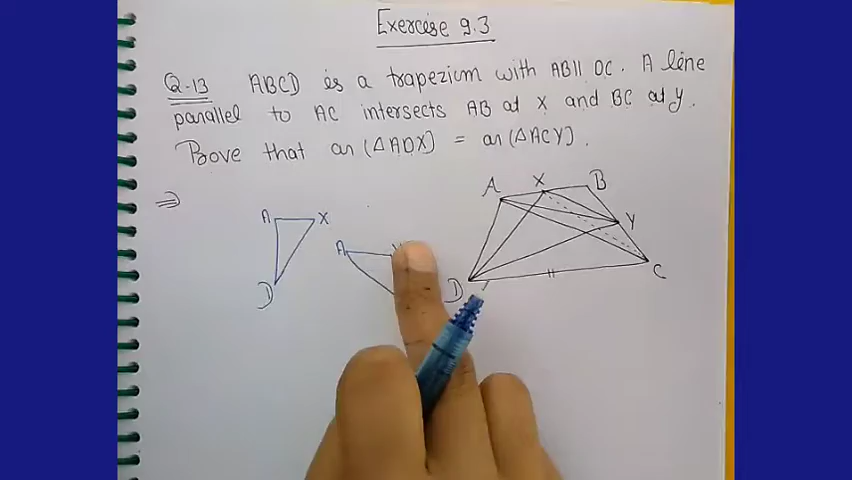 Exercise 9.3
Q-13 ABCD is a trapezium with AB || DC. A line
parallel to AC intersects AB at X and BC at Y.
Prove that ar (△ADX) = ar (△ACY).
⇒
A X
D
A
A X B
Y
D C